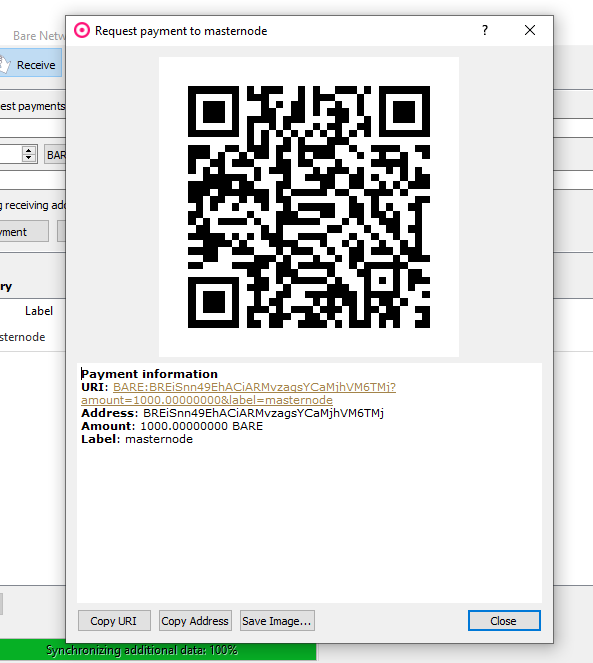 Request payment to masternode
?
Bare Netw
Receive
est payments
BAR
g receiving add
ment
ry
Label
sternode
Payment information
URI: BARE:BREiSnn49EhACiARMvzagsYCaMjhVM6TMj?
amount=1000.00000000&label=masternode
Address: BREiSnn49EhACiARMvzagsYCaMjhVM6TMj
Amount: 1000.00000000 BARE
Label: masternode
Copy URI
Copy Address
Save Image...
Close
Synchronizing additional data: 100%